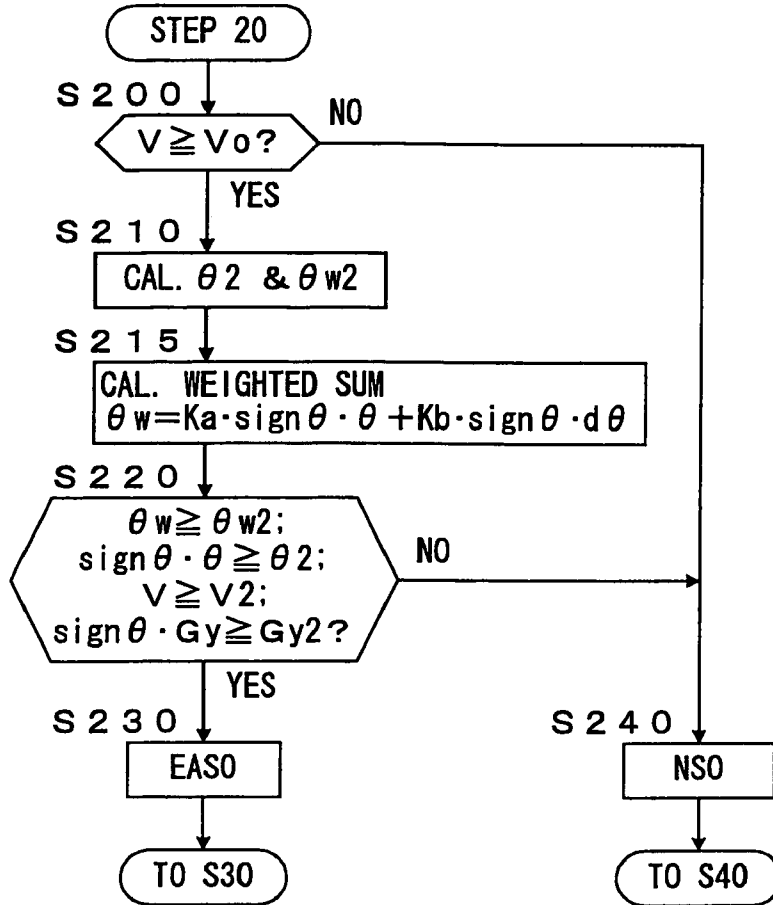 STEP 20
S200
V≧Vo?
NO
YES
S210
CAL. θ2 & θw2
S215
CAL. WEIGHTED SUM
θw=Ka·signθ·θ+Kb·signθ·dθ
S220
θw≧θw2;
signθ·θ≧θ2;
V≧V2;
signθ·Gy≧Gy2?
NO
YES
S230
EASO
S240
NSO
TO S30
TO S40